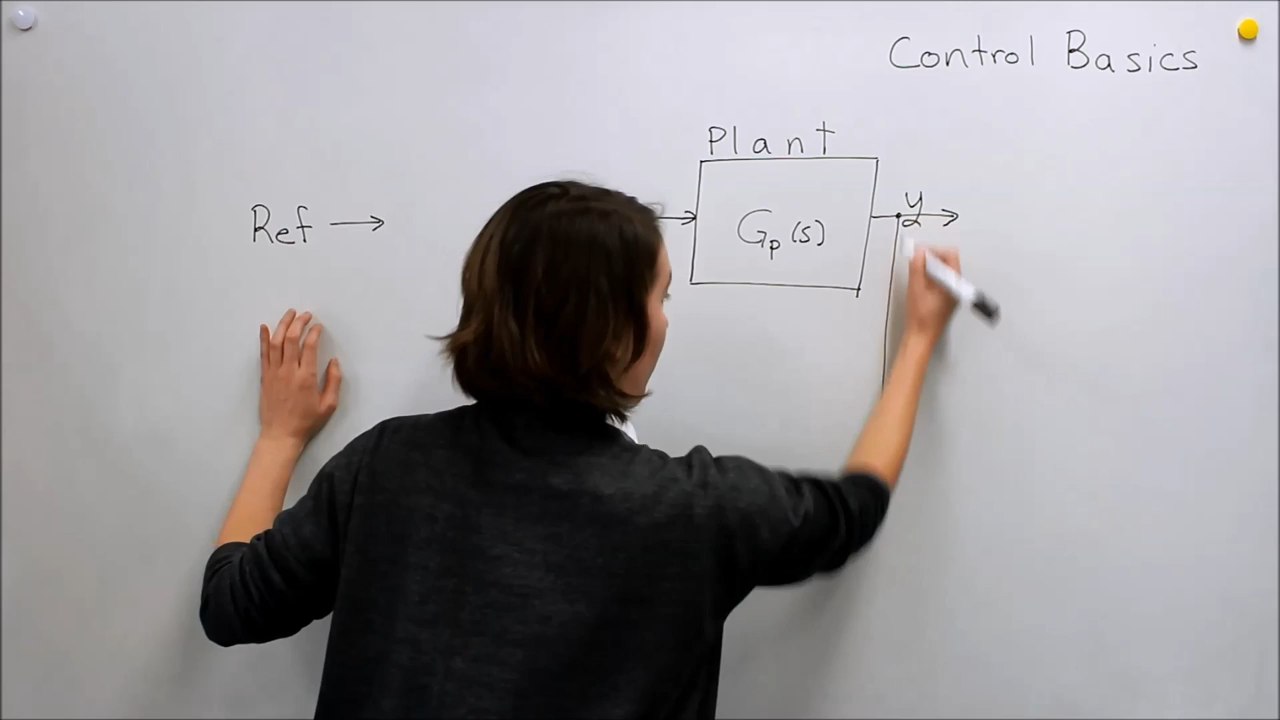 Control Basics
Plant
Ref
Gp(s)
y